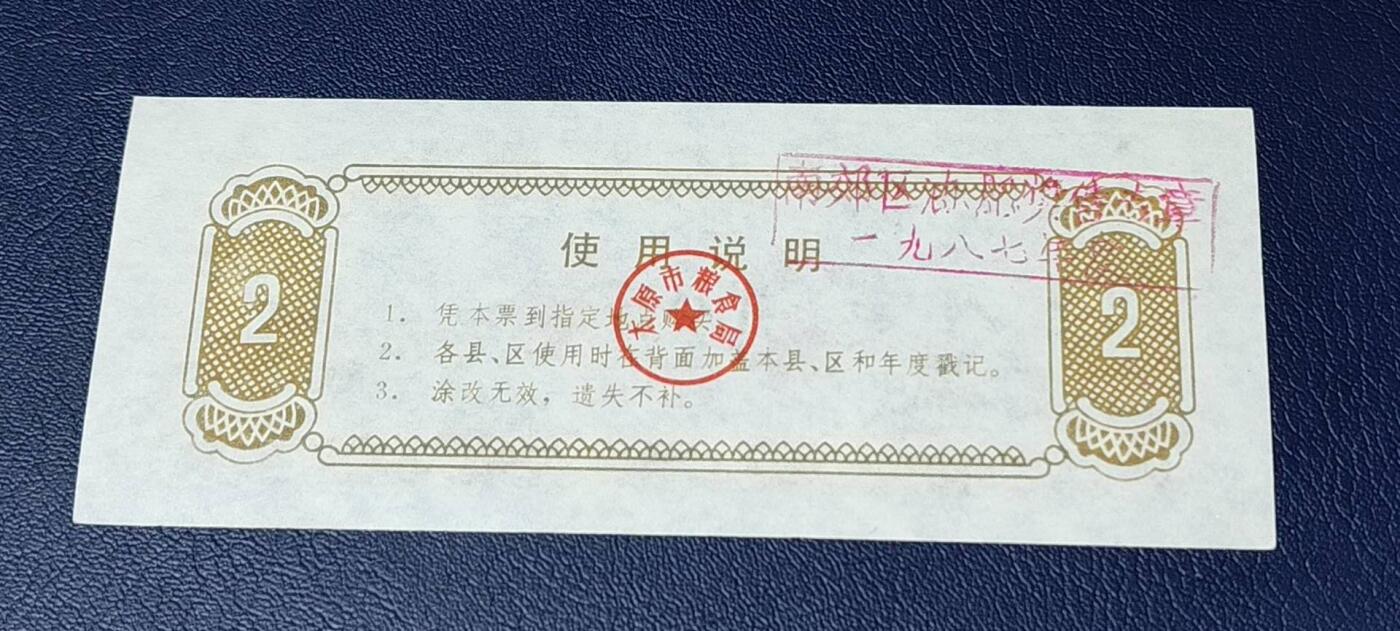 南郊区
一九八七年
使用说明
太原市粮食局
1. 凭本票到指定地点购买
2. 各县、区使用时在背面加盖本县、区和年度戳记。
3. 涂改无效，遗失不补。
2
2